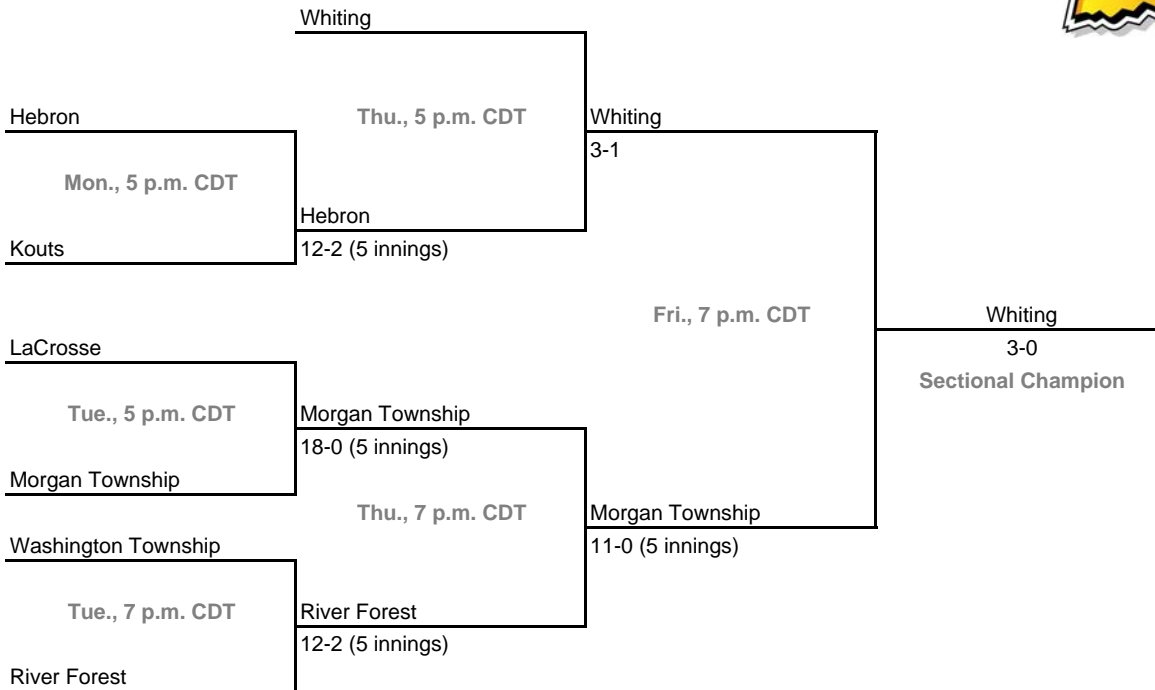 Whiting
Hebron
Thu., 5 p.m. CDT
Whiting
3-1
Mon., 5 p.m. CDT
Hebron
Kouts
12-2 (5 innings)
Fri., 7 p.m. CDT
Whiting
LaCrosse
3-0
Sectional Champion
Tue., 5 p.m. CDT
Morgan Township
18-0 (5 innings)
Morgan Township
Thu., 7 p.m. CDT
Morgan Township
Washington Township
11-0 (5 innings)
Tue., 7 p.m. CDT
River Forest
12-2 (5 innings)
River Forest